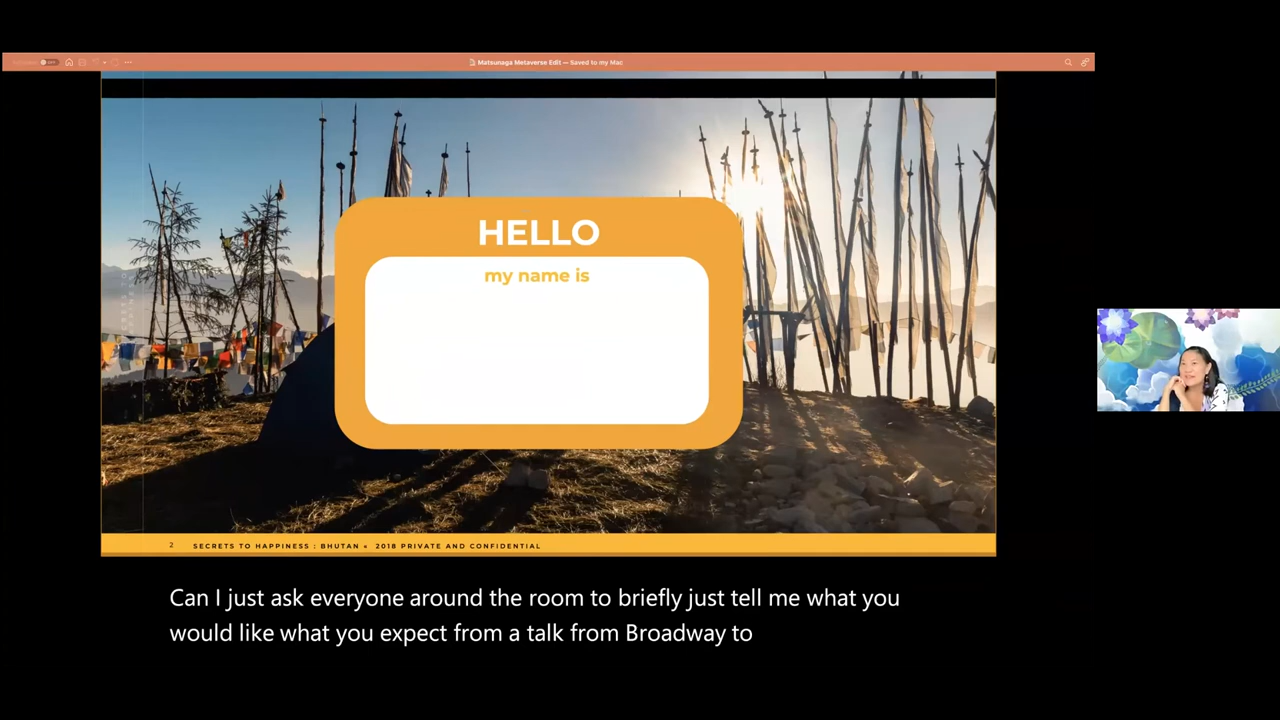 Matsunaga Metaverse Edit — Saved to my Mac
HELLO
my name is
2 SECRETS TO HAPPINESS : BHUTAN • 2018 PRIVATE AND CONFIDENTIAL
Can I just ask everyone around the room to briefly just tell me what you
would like what you expect from a talk from Broadway to